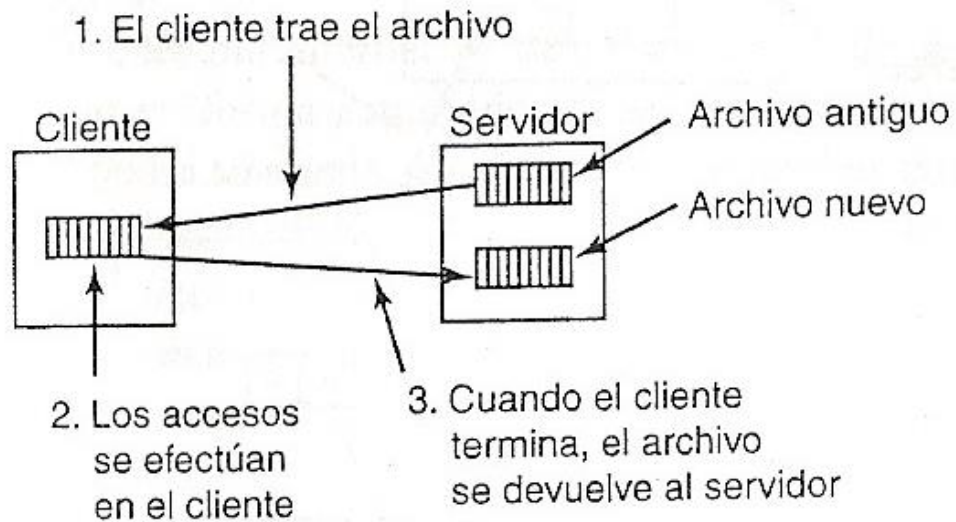 1. El cliente trae el archivo
Cliente
Servidor
Archivo antiguo
Archivo nuevo
2. Los accesos
se efectúan
en el cliente
3. Cuando el cliente
termina, el archivo
se devuelve al servidor